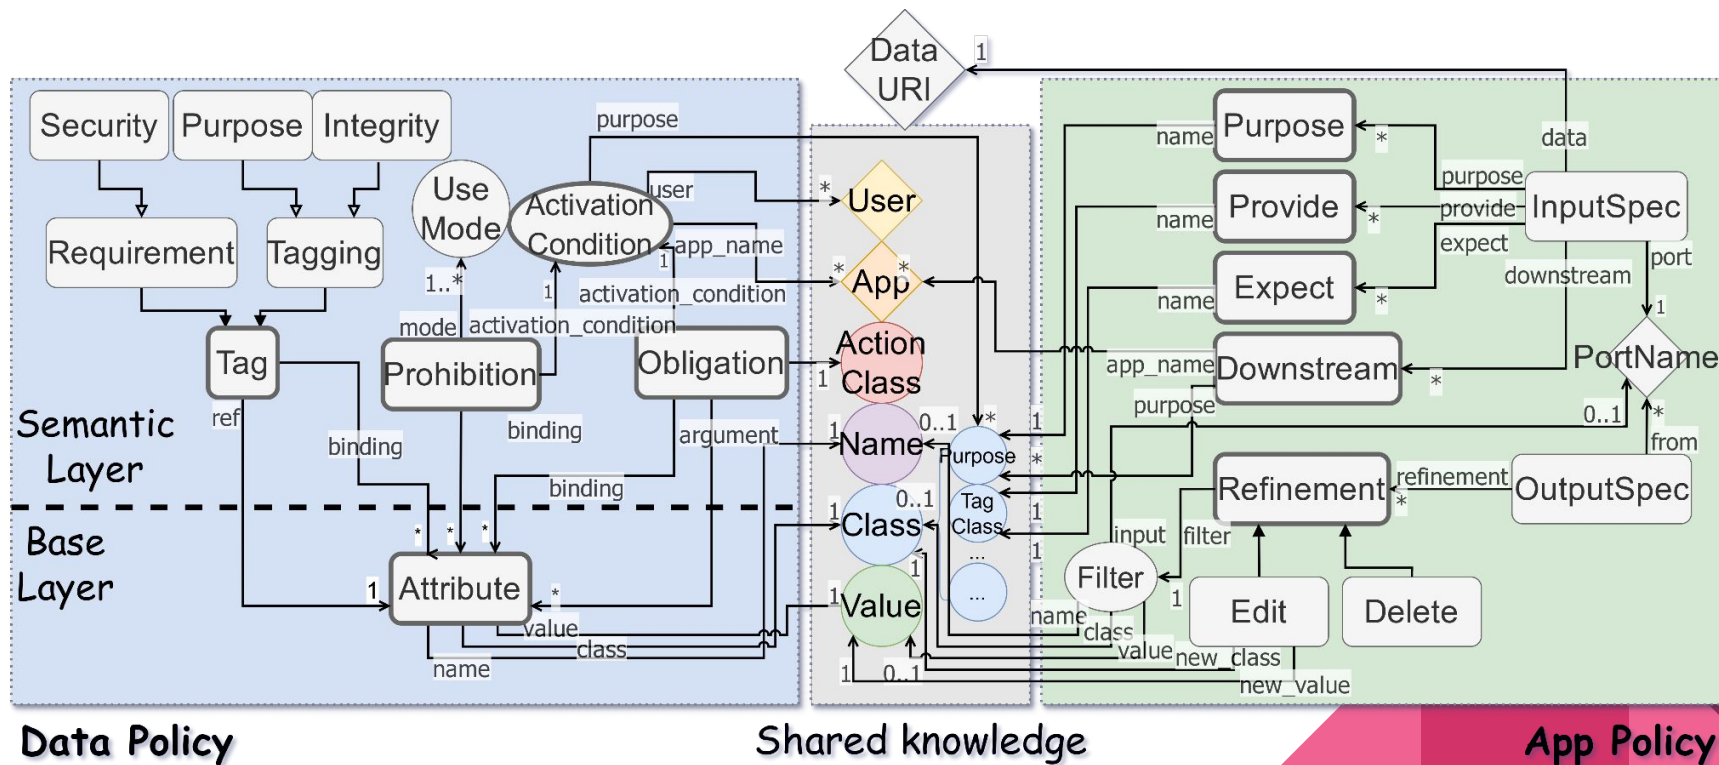 Data
URI
1
Security
Purpose
Integrity
purpose
Use
Mode
Activation
Condition
user
*
User
app_name
1
*
App
*
Requirement
Tagging
1..*
1
activation_condition
mode
activation_condition
Tag
Prohibition
Obligation
1
Action
Class
ref
binding
binding
argument
1
Name
0..1
*
Purpose
Semantic
Layer
binding
0..1
1
Class
Tag
Class
...
...
Base
Layer
*
*
*
Attribute
1
*
1
1
Value
value
class
name
1
0..1
name
Purpose
*
data
purpose
InputSpec
name
Provide
*
provide
expect
name
Expect
*
downstream
port
1
PortName
app_name
Downstream
*
purpose
0..1
*
from
1
*
1
1
Refinement
refinement
*
OutputSpec
input
filter
Filter
1
Edit
Delete
name
class
value
new_class
new_value
Data Policy
Shared knowledge
App Policy